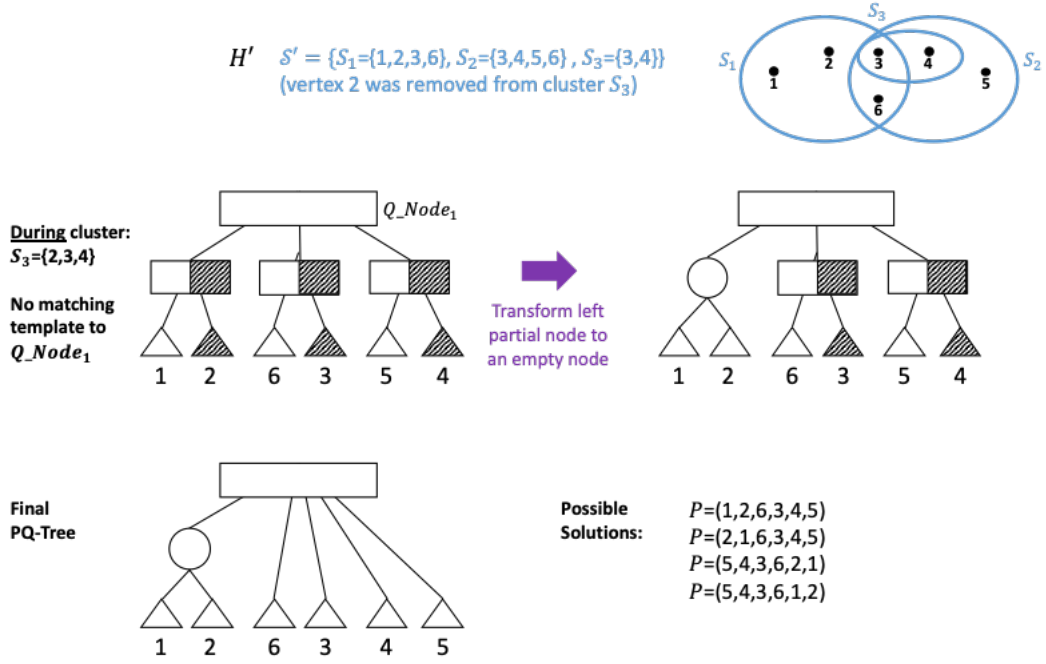 H′ 𝒮′ = {S₁={1,2,3,6}, S₂={3,4,5,6} , S₃={3,4}}
(vertex 2 was removed from cluster S₃)
S₃
S₁
S₂
2
3
4
1
5
6
Q_Node₁
During cluster:
S₃={2,3,4}
No matching
template to
Q_Node₁
Transform left
partial node to
an empty node
1 2 6 3 5 4
1 2 6 3 5 4
Final
PQ-Tree
1 2 6 3 4 5
Possible
Solutions:
P=(1,2,6,3,4,5)
P=(2,1,6,3,4,5)
P=(5,4,3,6,2,1)
P=(5,4,3,6,1,2)